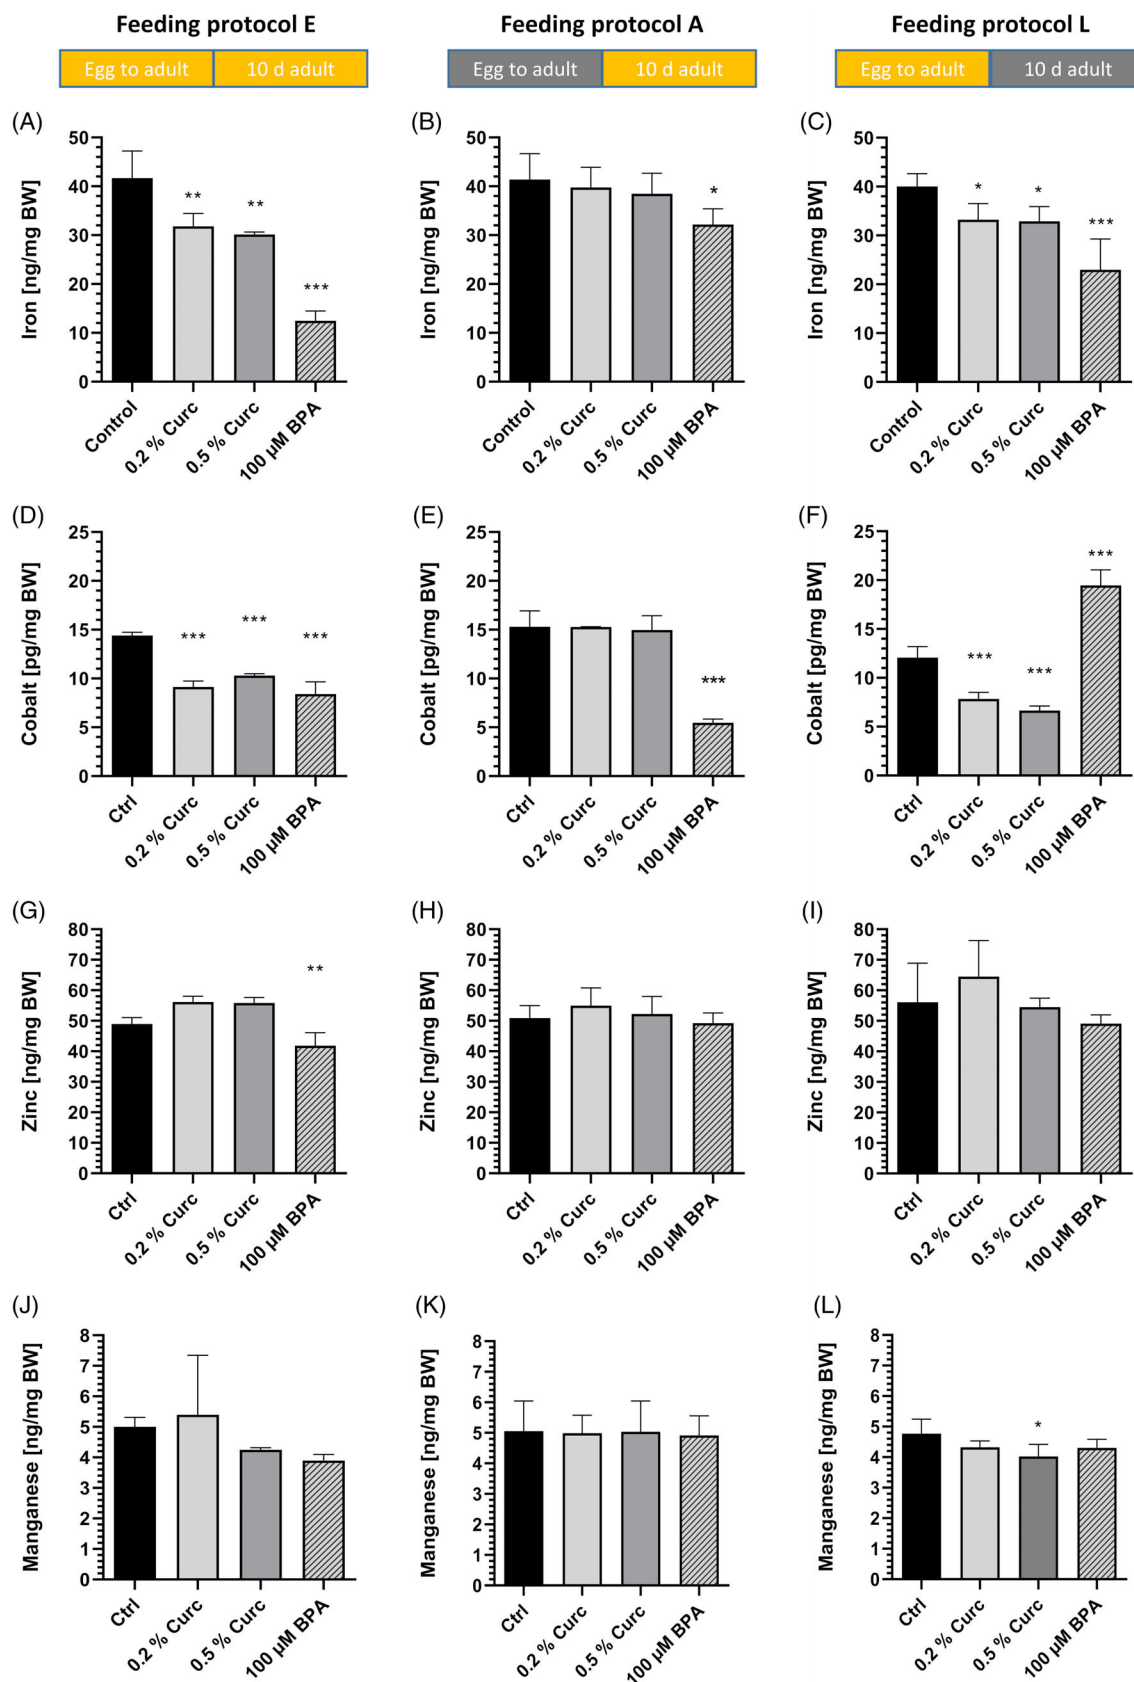 Feeding protocol E
Feeding protocol A
Feeding protocol L
Egg to adult
10 d adult
Egg to adult
10 d adult
Egg to adult
10 d adult
(A)
Iron [ng/mg BW]
50
40
30
20
10
0
**
**
***
Control
0.2 % Curc
0.5 % Curc
100 µM BPA
(B)
Iron [ng/mg BW]
50
40
30
20
10
0
*
Control
0.2 % Curc
0.5 % Curc
100 µM BPA
(C)
Iron [ng/mg BW]
50
40
30
20
10
0
*
*
***
Control
0.2 % Curc
0.5 % Curc
100 µM BPA
(D)
Cobalt [pg/mg BW]
25
20
15
10
5
0
***
***
***
Ctrl
0.2 % Curc
0.5 % Curc
100 µM BPA
(E)
Cobalt [pg/mg BW]
25
20
15
10
5
0
***
Ctrl
0.2 % Curc
0.5 % Curc
100 µM BPA
(F)
Cobalt [pg/mg BW]
25
20
15
10
5
0
***
***
***
Ctrl
0.2 % Curc
0.5 % Curc
100 µM BPA
(G)
Zinc [ng/mg BW]
80
70
60
50
40
30
20
10
0
**
Ctrl
0.2 % Curc
0.5 % Curc
100 µM BPA
(H)
Zinc [ng/mg BW]
80
70
60
50
40
30
20
10
0
Ctrl
0.2 % Curc
0.5 % Curc
100 µM BPA
(I)
Zinc [ng/mg BW]
80
70
60
50
40
30
20
10
0
Ctrl
0.2 % Curc
0.5 % Curc
100 µM BPA
(J)
Manganese [ng/mg BW]
8
7
6
5
4
3
2
1
0
Ctrl
0.2 % Curc
0.5 % Curc
100 µM BPA
(K)
Manganese [ng/mg BW]
8
7
6
5
4
3
2
1
0
Ctrl
0.2 % Curc
0.5 % Curc
100 µM BPA
(L)
Manganese [ng/mg BW]
8
7
6
5
4
3
2
1
0
*
Ctrl
0.2 % Curc
0.5 % Curc
100 µM BPA